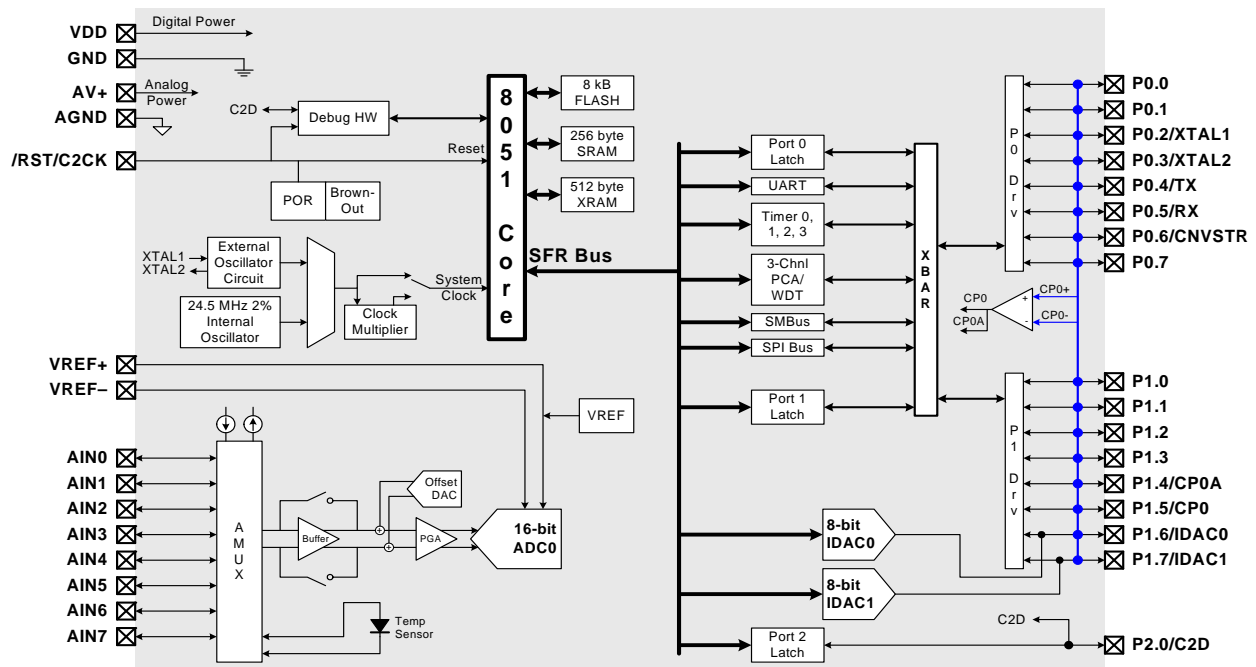 VDD
Digital Power
GND
AV+
Analog
Power
AGND
/RST/C2CK
C2D
Debug HW
Reset
POR
Brown-
Out
XTAL1
XTAL2
External
Oscillator
Circuit
24.5 MHz 2%
Internal
Oscillator
Clock
Multiplier
System
Clock
8
0
5
1
C
o
r
e
8 kB
FLASH
256 byte
SRAM
512 byte
XRAM
SFR Bus
VREF+
VREF–
VREF
AIN0
AIN1
AIN2
AIN3
AIN4
AIN5
AIN6
AIN7
A
M
U
X
Buffer
+
+
Offset
DAC
PGA
16-bit
ADC0
Temp
Sensor
Port 0
Latch
UART
Timer 0,
1, 2, 3
3-Chnl
PCA/
WDT
SMBus
SPI Bus
Port 1
Latch
8-bit
IDAC0
8-bit
IDAC1
Port 2
Latch
X
B
A
R
P
0
D
r
v
CP0
CP0A
+
-
CP0+
CP0-
P
1
D
r
v
C2D
P0.0
P0.1
P0.2/XTAL1
P0.3/XTAL2
P0.4/TX
P0.5/RX
P0.6/CNVSTR
P0.7
P1.0
P1.1
P1.2
P1.3
P1.4/CP0A
P1.5/CP0
P1.6/IDAC0
P1.7/IDAC1
P2.0/C2D